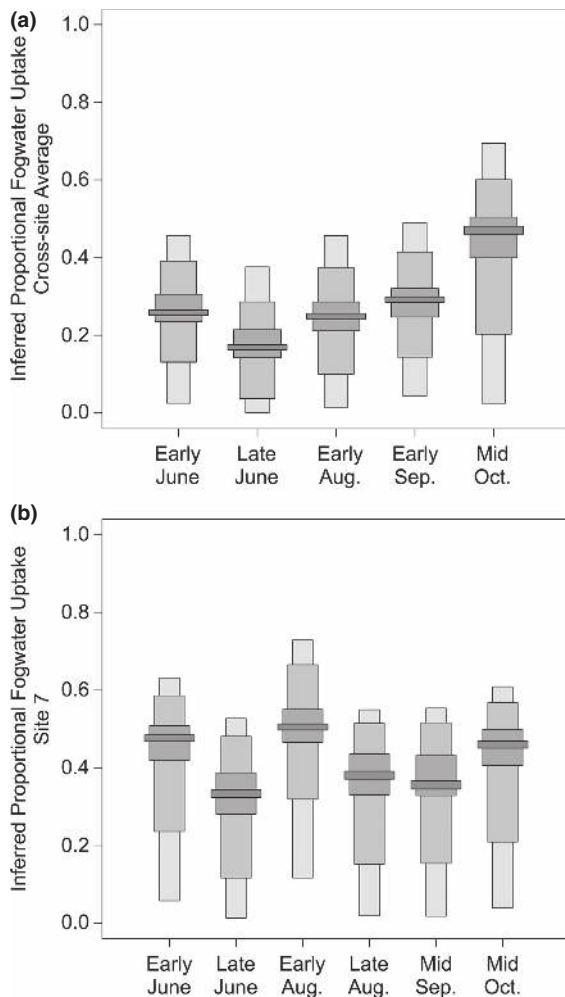 (a)
Inferred Proportional Fogwater Uptake
Cross-site Average
1.0
0.8
0.6
0.4
0.2
0.0
Early Late Early Early Mid
June June Aug. Sep. Oct.
(b)
Inferred Proportional Fogwater Uptake
Site 7
1.0
0.8
0.6
0.4
0.2
0.0
Early Late Early Late Mid Mid
June June Aug. Aug. Sep. Oct.